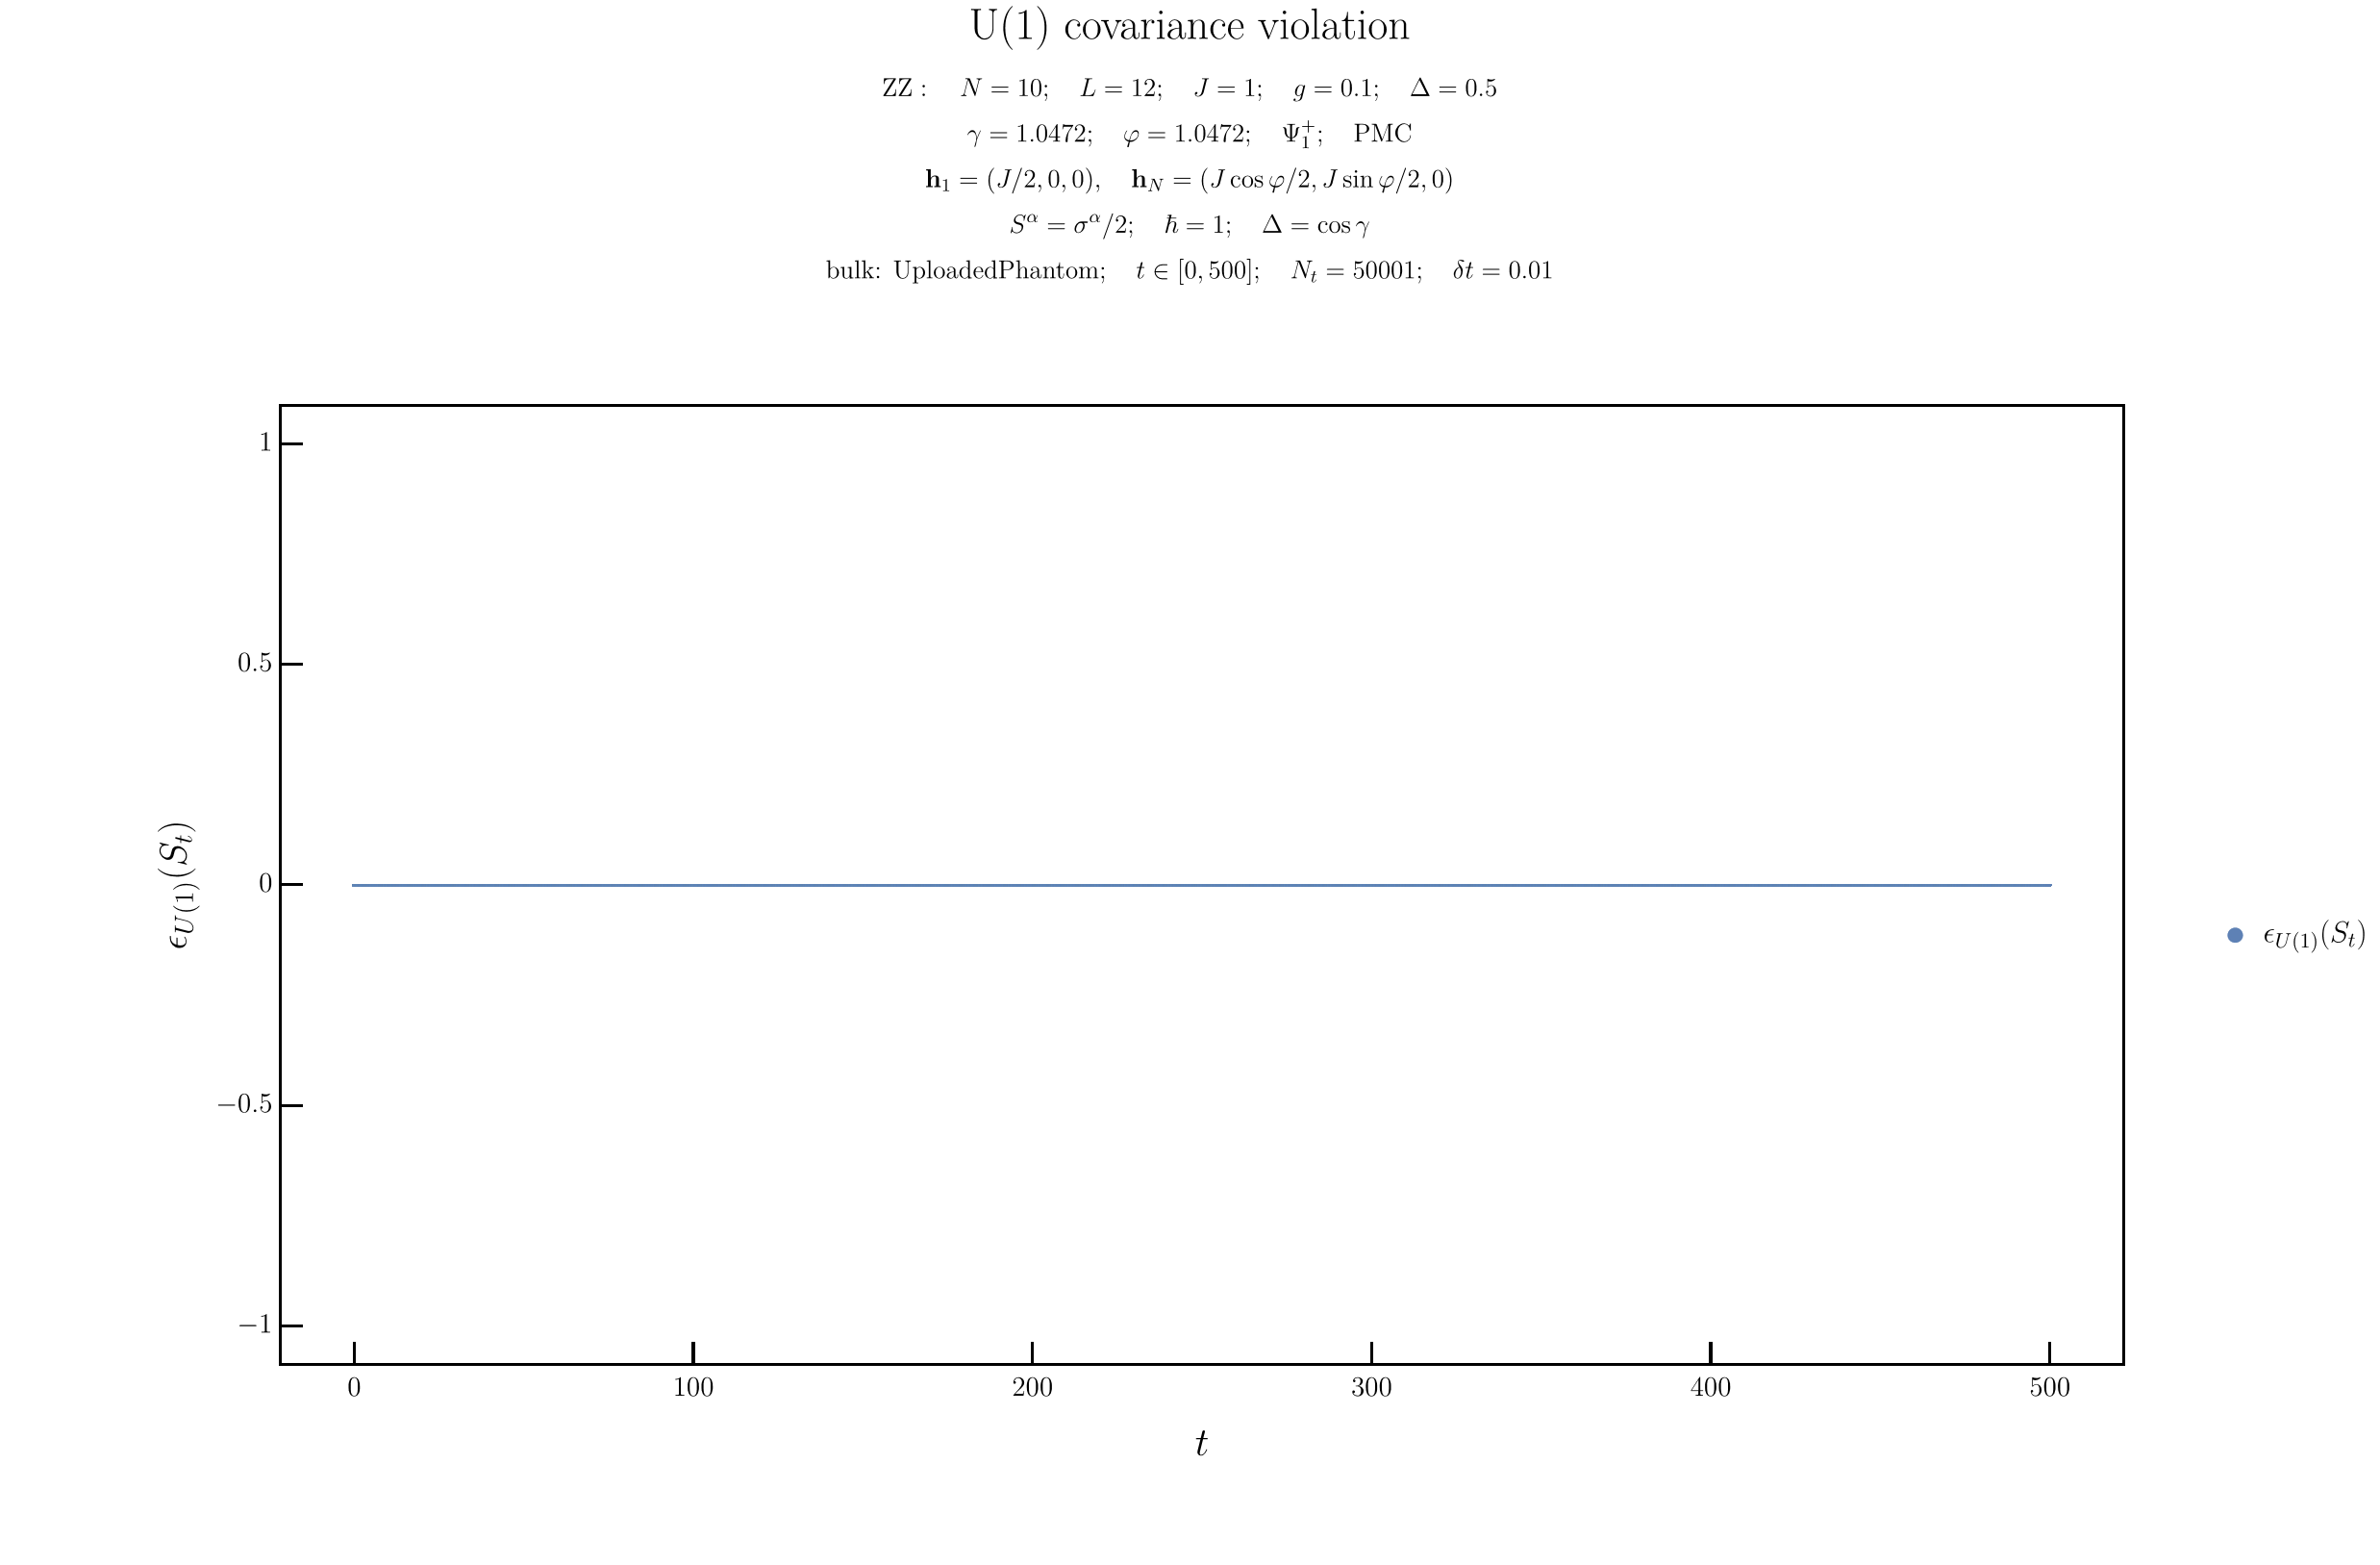 U(1) covariance violation
ZZ : N = 10; L = 12; J = 1; g = 0.1; Δ = 0.5
γ = 1.0472; φ = 1.0472; Ψ₁⁺; PMC
h₁ = (J/2, 0, 0), h_N = (J cos φ/2, J sin φ/2, 0)
S^α = σ^α/2; ℏ = 1; Δ = cos γ
bulk: UploadedPhantom; t ∈ [0, 500]; N_t = 50001; δt = 0.01
1
0.5
0
−0.5
−1
ϵ_{U(1)}(S_t)
ϵ_{U(1)}(S_t)
0 100 200 300 400 500
t